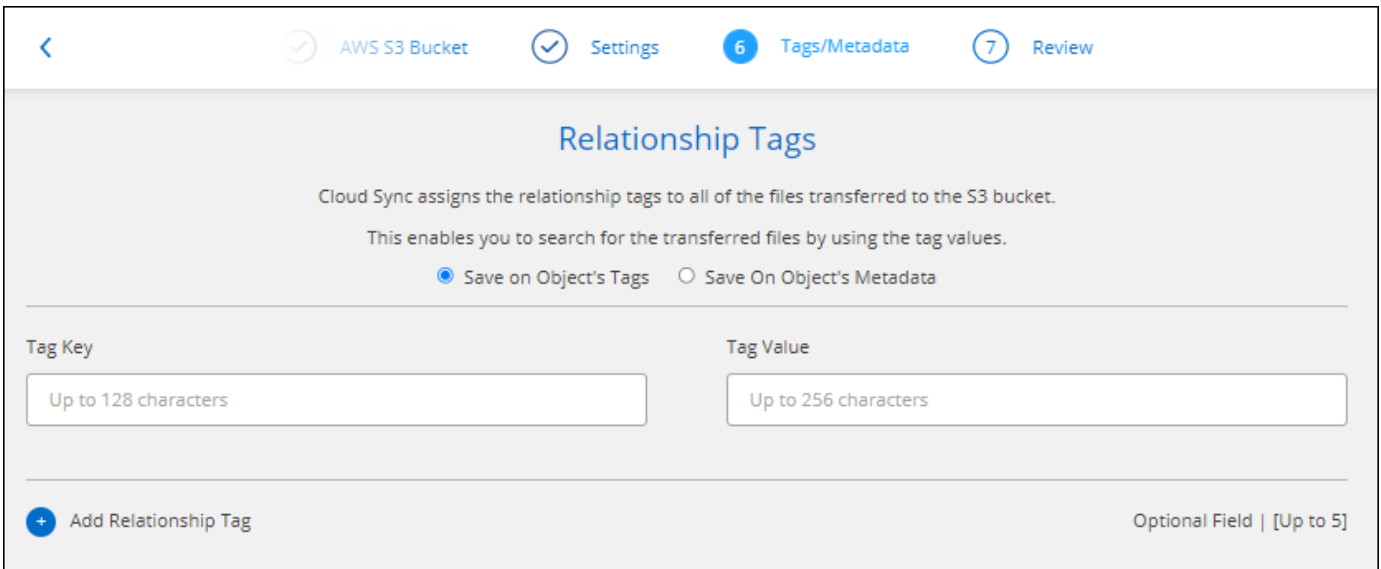 AWS S3 Bucket Settings 6 Tags/Metadata 7 Review
Relationship Tags
Cloud Sync assigns the relationship tags to all of the files transferred to the S3 bucket.
This enables you to search for the transferred files by using the tag values.
Save on Object's Tags Save On Object's Metadata
Tag Key Tag Value
Up to 128 characters Up to 256 characters
Add Relationship Tag Optional Field | [Up to 5]